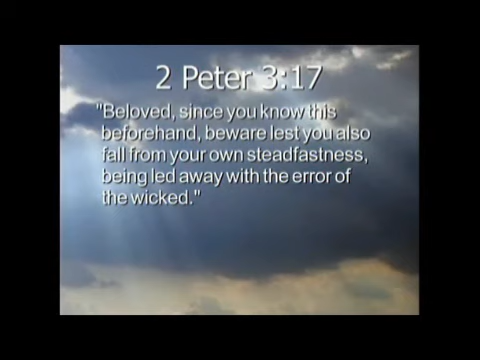 2 Peter 3:17
"Beloved, since you know this
beforehand, beware lest you also
fall from your own steadfastness,
being led away with the error of
the wicked."